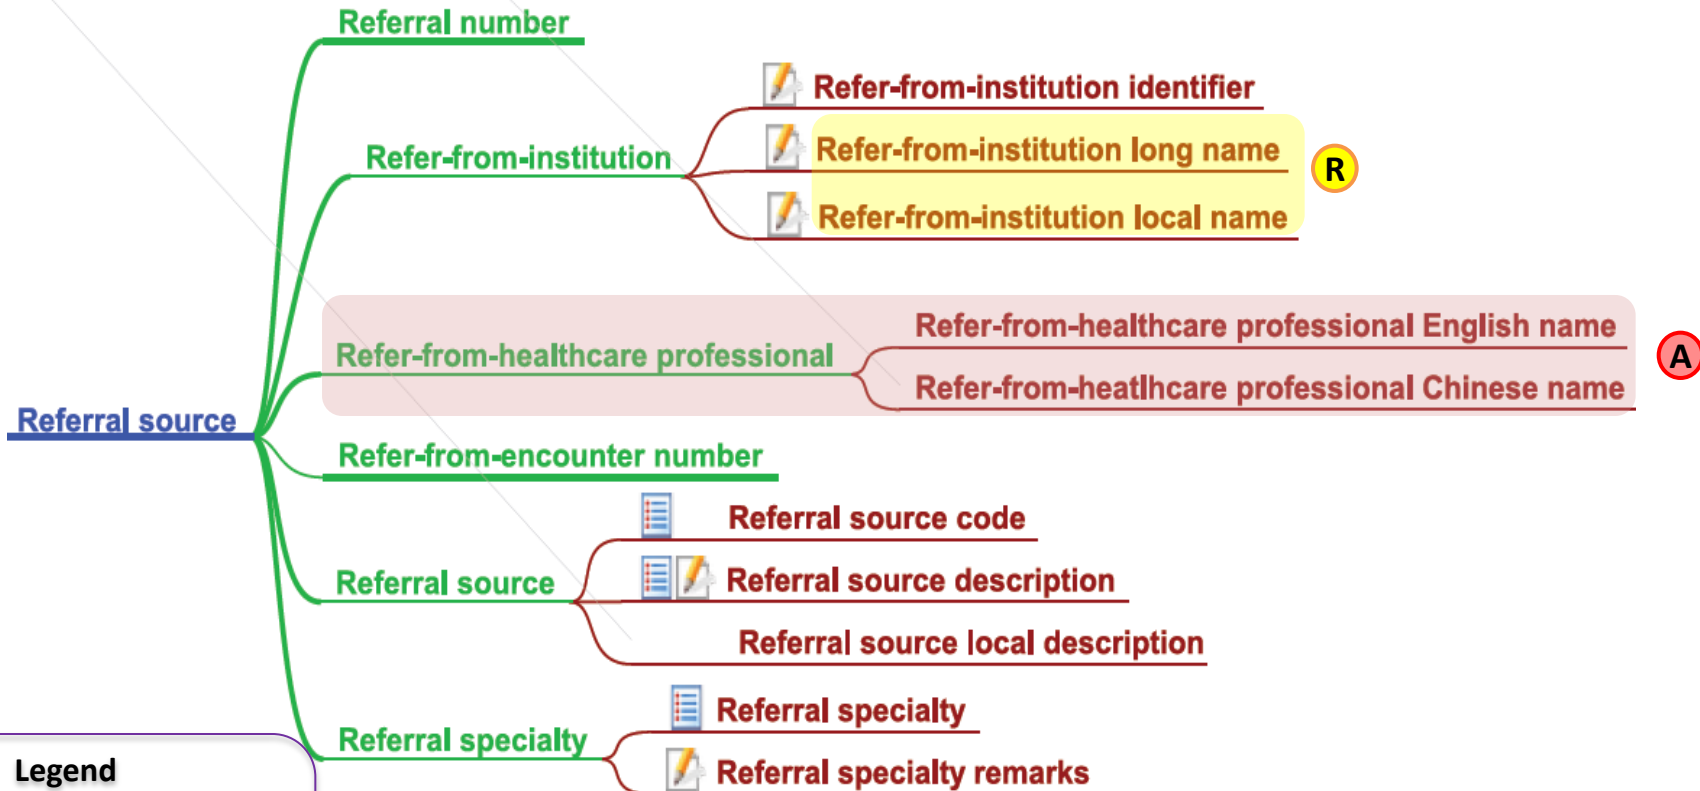 Referral number
Refer-from-institution identifier
Refer-from-institution long name
Refer-from-institution
R
Refer-from-institution local name
Refer-from-healthcare professional English name
Refer-from-healthcare professional
A
Refer-from-heatlhcare professional Chinese name
Referral source
Refer-from-encounter number
Referral source code
Referral source
Referral source description
Referral source local description
Referral specialty
Referral specialty
Referral specialty remarks
Legend